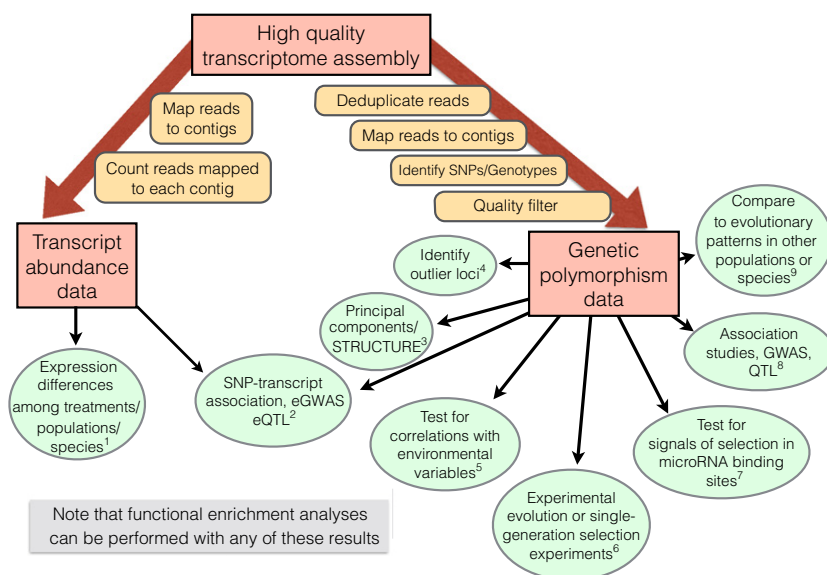 High quality
transcriptome assembly
Map reads
to contigs
Count reads mapped
to each contig
Deduplicate reads
Map reads to contigs
Identify SNPs/Genotypes
Quality filter
Transcript
abundance
data
Genetic
polymorphism
data
Expression
differences
among treatments/
populations/
species1
SNP-transcript
association, eGWAS
eQTL2
Principal
components/
STRUCTURE3
Identify
outlier loci4
Test for
correlations with
environmental
variables5
Experimental
evolution or single-
generation selection
experiments6
Test for
signals of selection in
microRNA binding
sites7
Association
studies, GWAS,
QTL8
Compare
to evolutionary
patterns in other
populations or
species9
Note that functional enrichment analyses
can be performed with any of these results